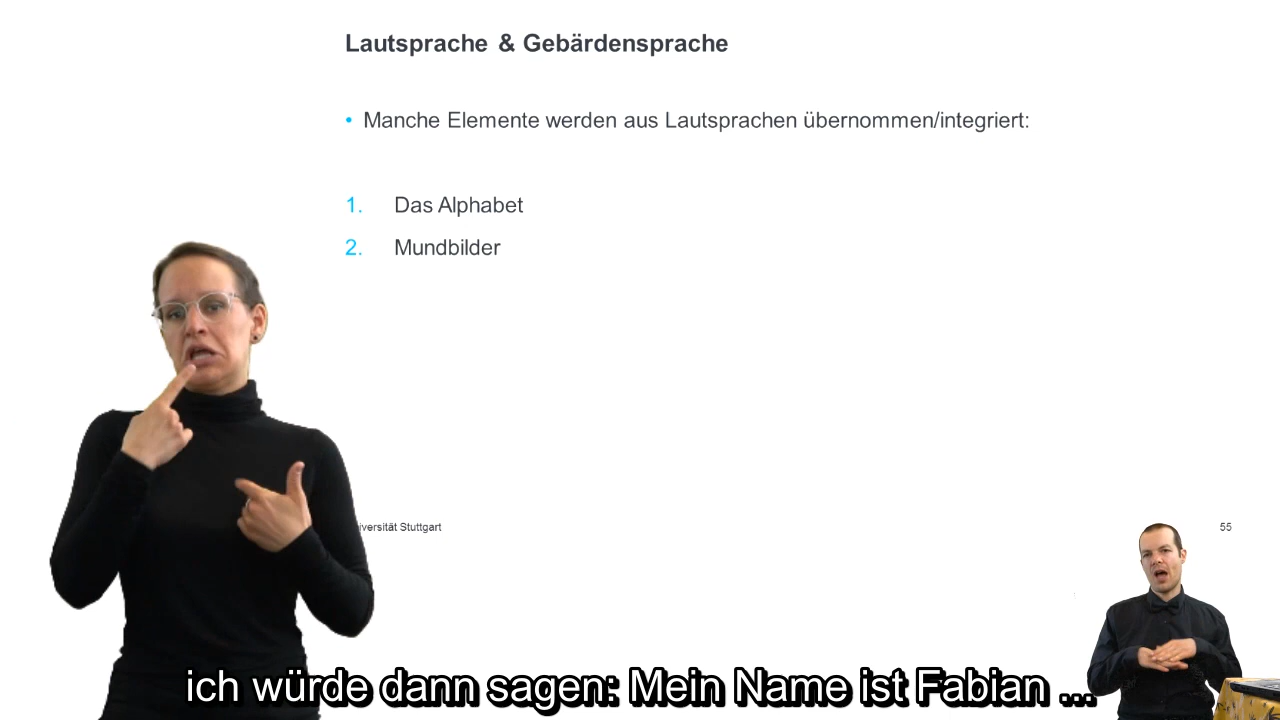 Lautsprache & Gebärdensprache
• Manche Elemente werden aus Lautsprachen übernommen/integriert:
1. Das Alphabet
2. Mundbilder
iversität Stuttgart
55
ich würde dann sagen: Mein Name ist Fabian ...